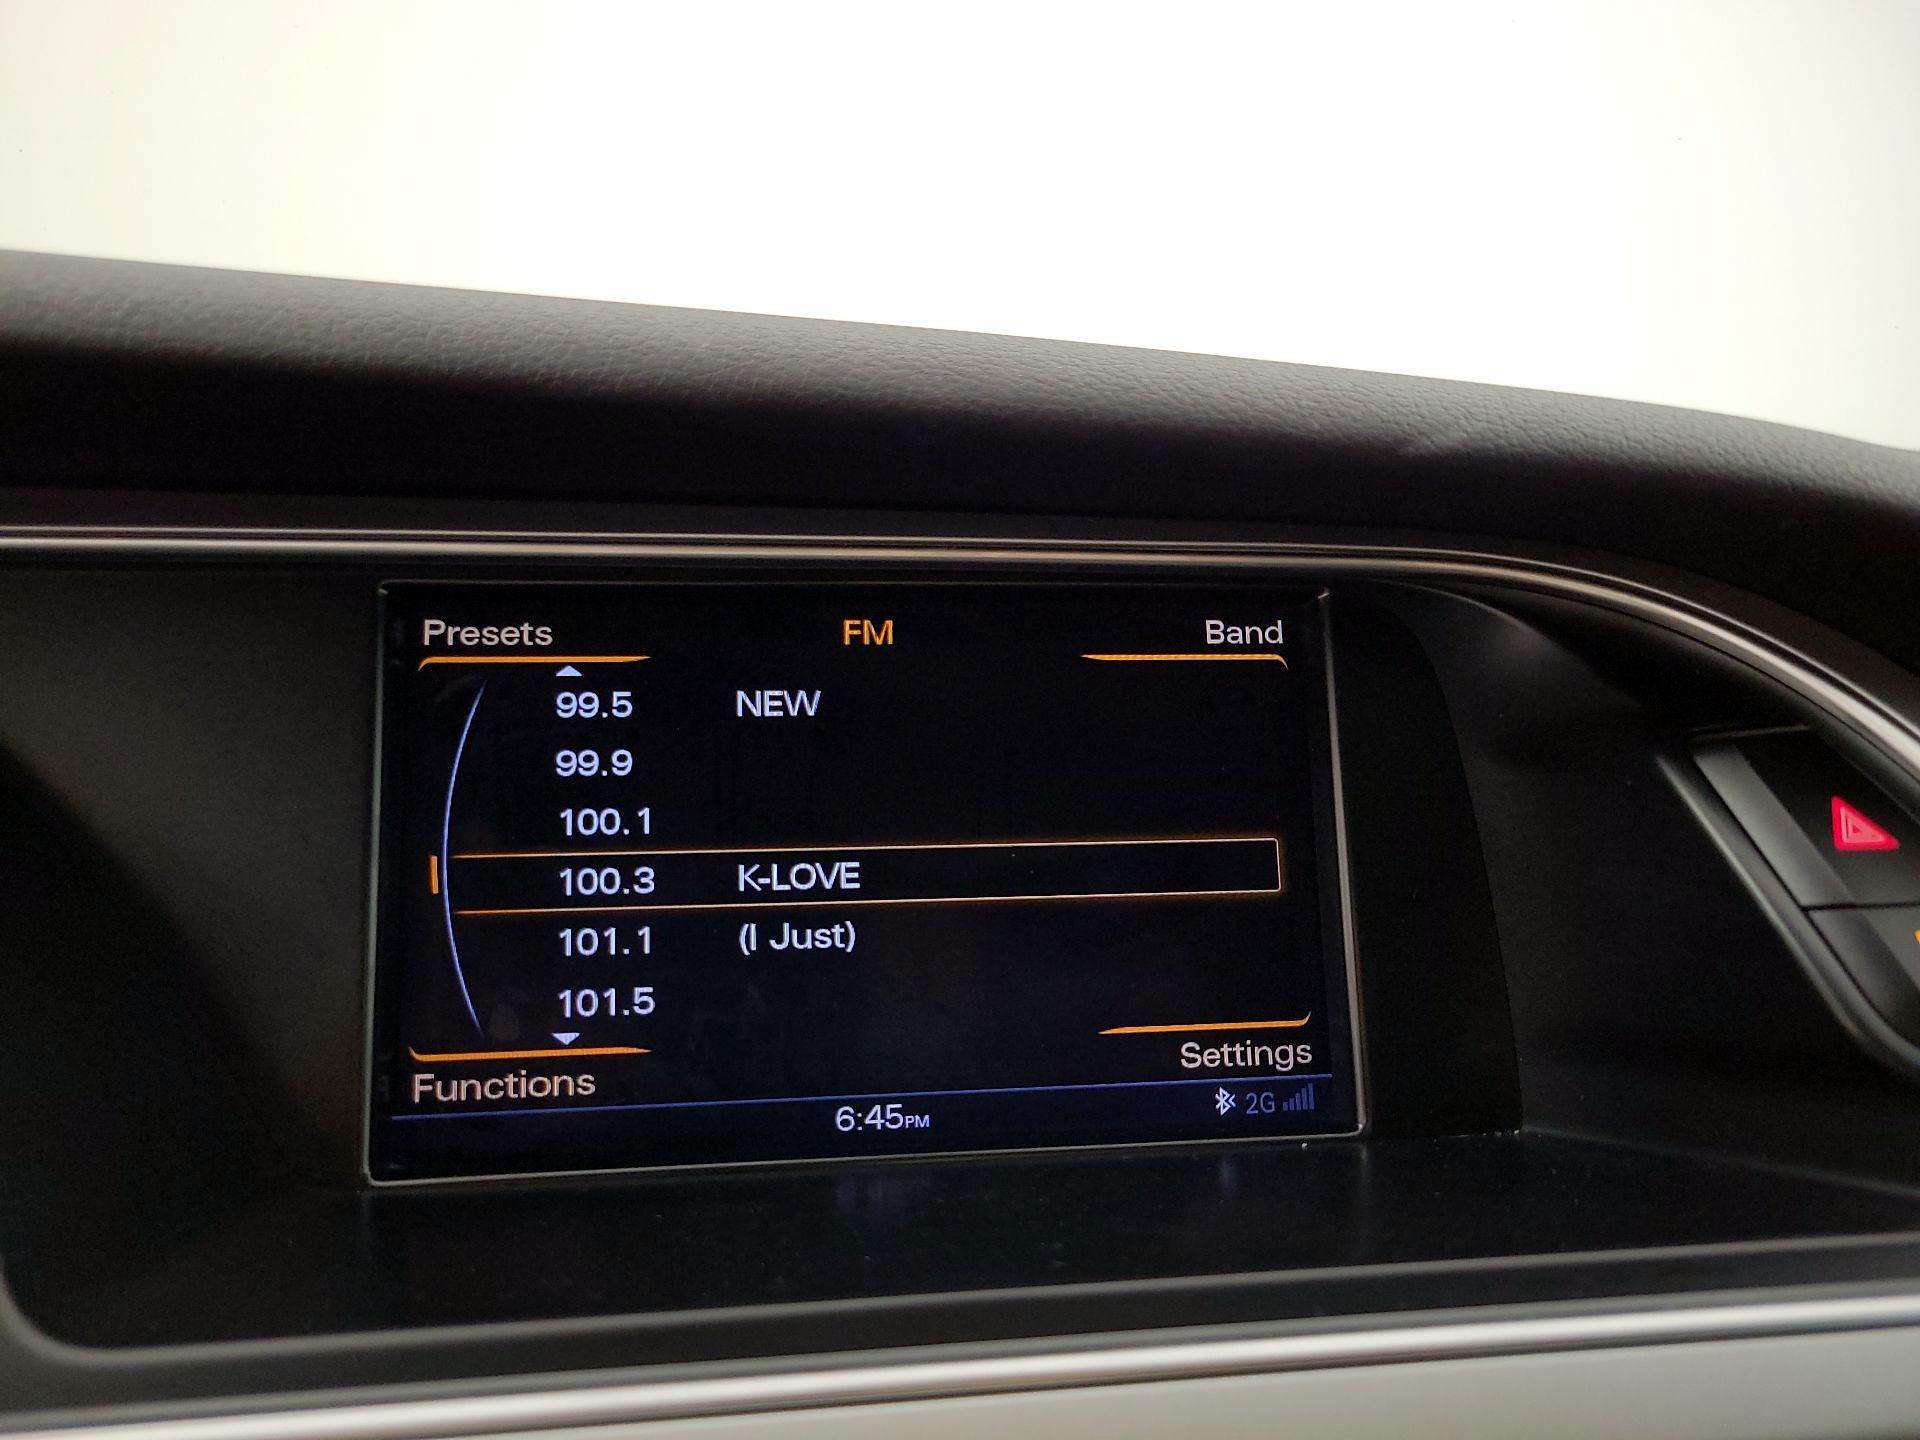 Presets FM Band
99.5 NEW
99.9
100.1
100.3 K-LOVE
101.1 (I Just)
101.5
Settings
Functions
6:45PM 2G